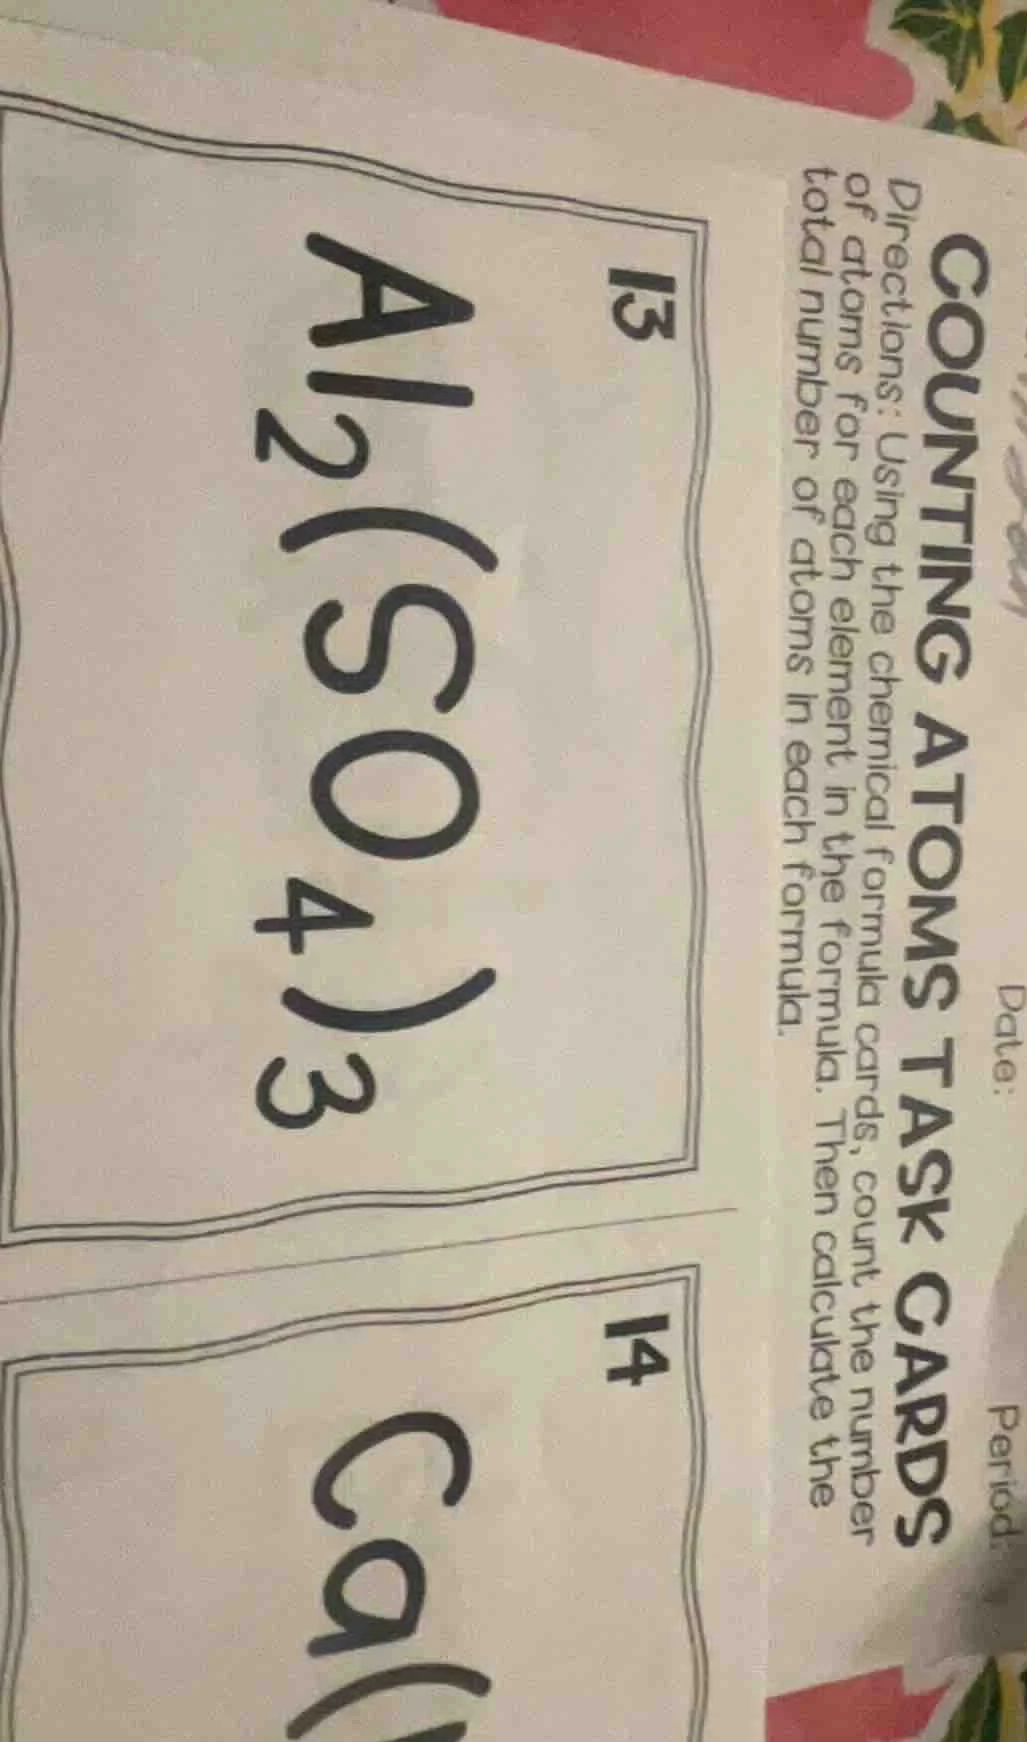 Date:
Period:
COUNTING ATOMS TASK CARDS
Directions: Using the chemical formula cards, count the number
of atoms for each element in the formula. Then calculate the
total number of atoms in each formula.
13
Al₂(SO₄)₃
14
Ca(